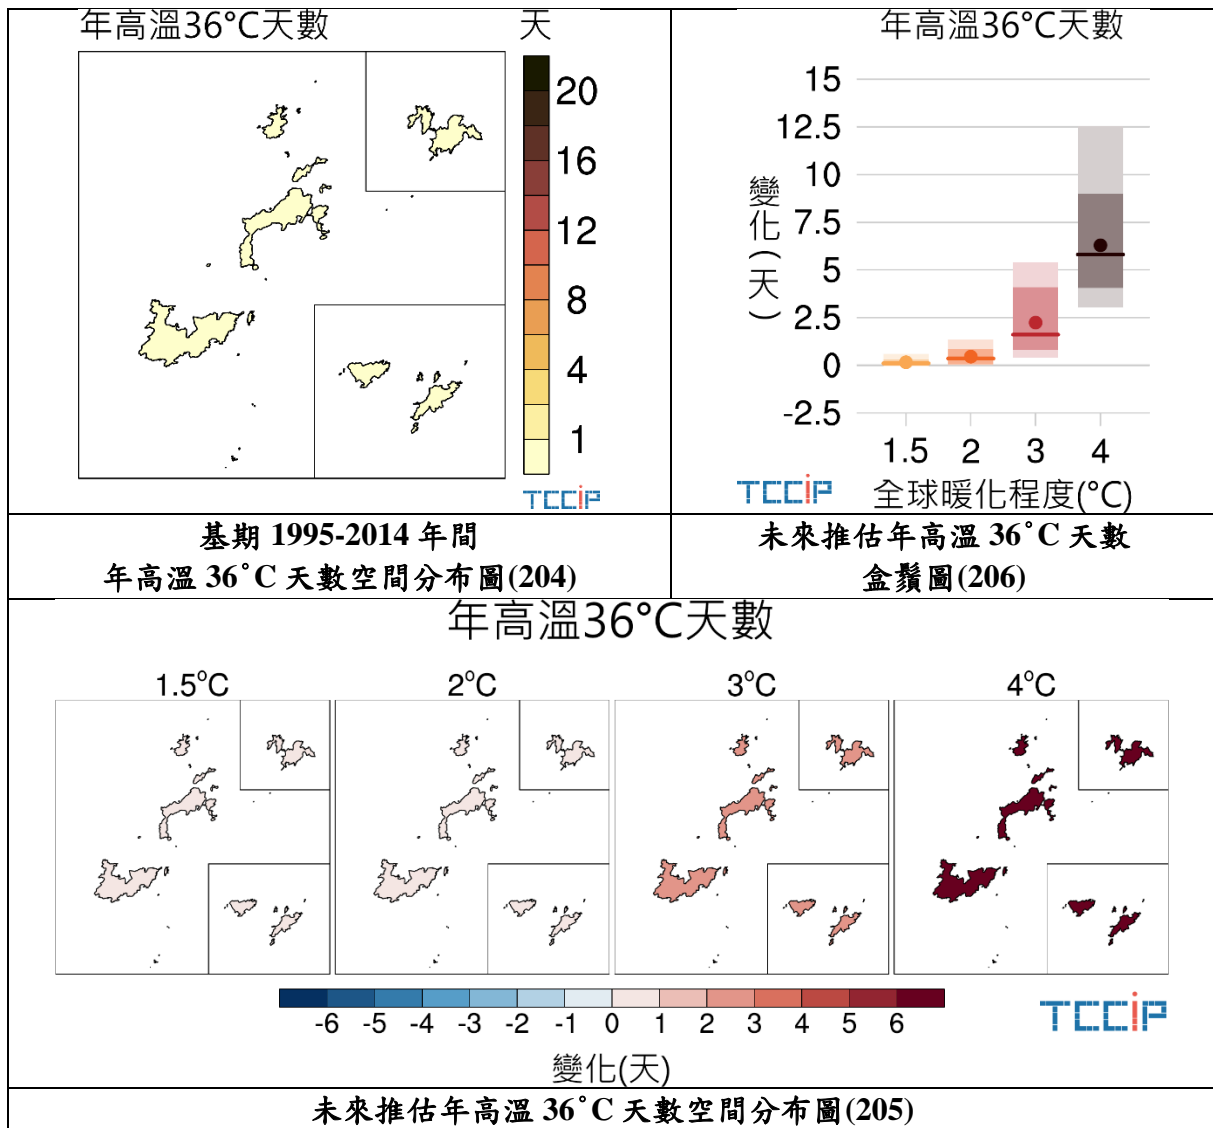 年高溫36°C天數
天
20
16
12
8
4
1
TCCiP
年高溫36°C天數
15
12.5
10
7.5
5
2.5
0
-2.5
變化(天)
1.5 2 3 4
TCCiP 全球暖化程度(°C)
基期 1995-2014 年間
年高溫 36°C 天數空間分布圖(204)
未來推估年高溫 36°C 天數
盒鬚圖(206)
年高溫36°C天數
1.5°C 2°C 3°C 4°C
-6 -5 -4 -3 -2 -1 0 1 2 3 4 5 6
TCCiP
變化(天)
未來推估年高溫 36°C 天數空間分布圖(205)